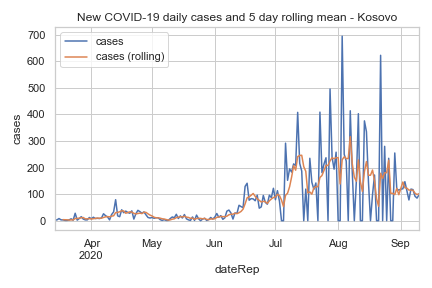 New COVID-19 daily cases and 5 day rolling mean - Kosovo
cases
cases (rolling)
700
600
500
400
300
200
100
0
cases
Apr
2020
May
Jun
Jul
Aug
Sep
dateRep